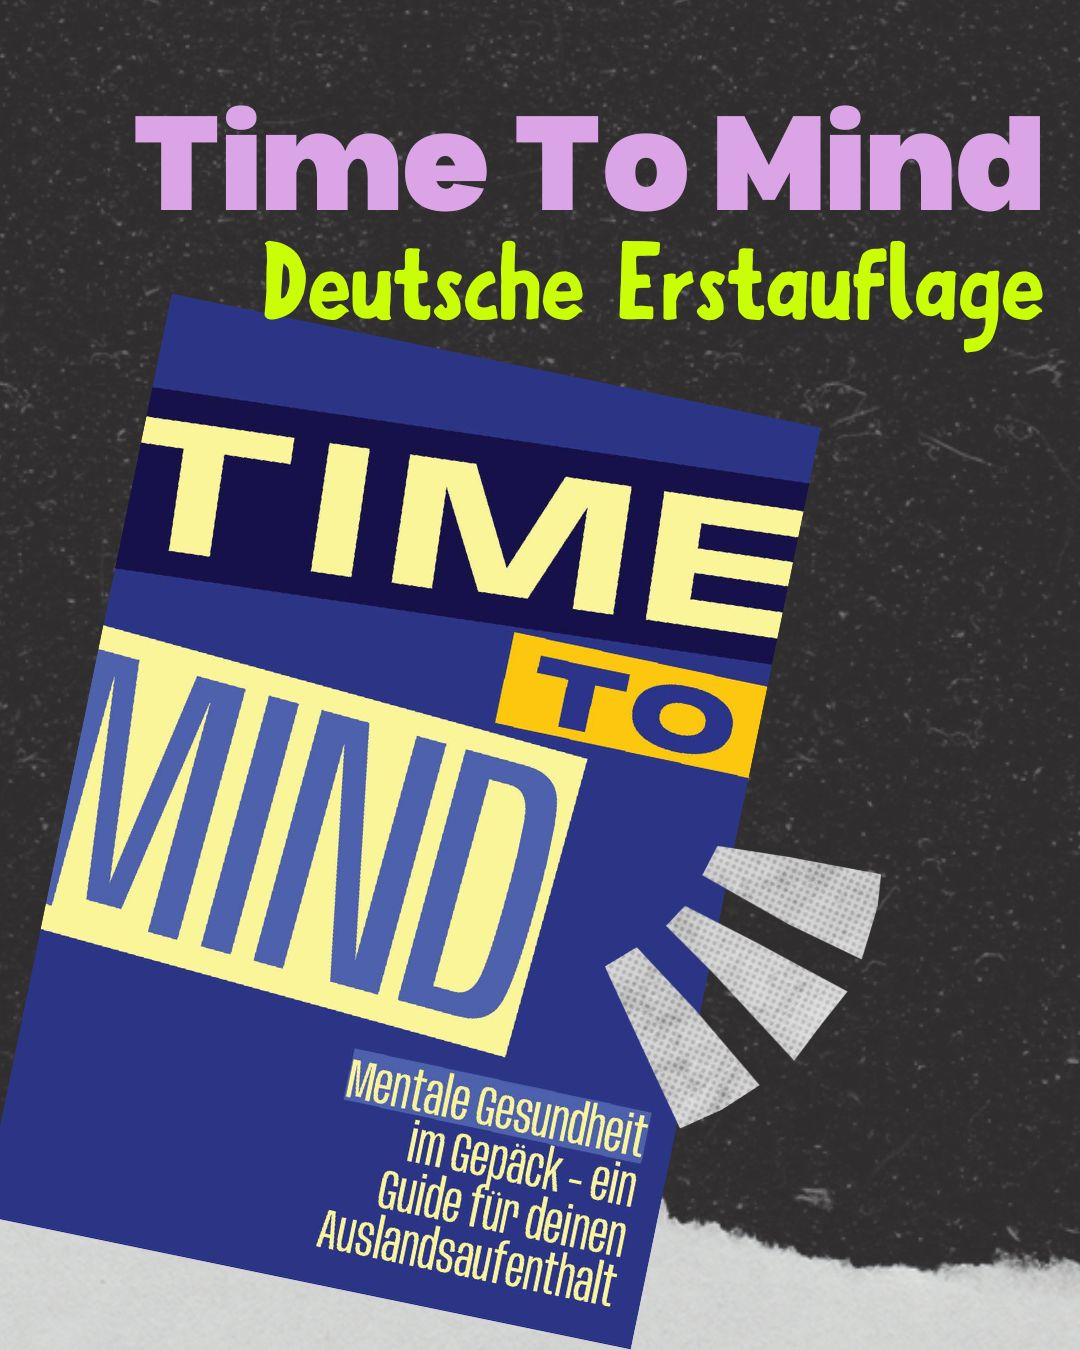 Time To Mind
Deutsche Erstauflage
TIME
TO
MIND
Mentale Gesundheit
im Gepäck - ein
Guide für deinen
Auslandsaufenthalt